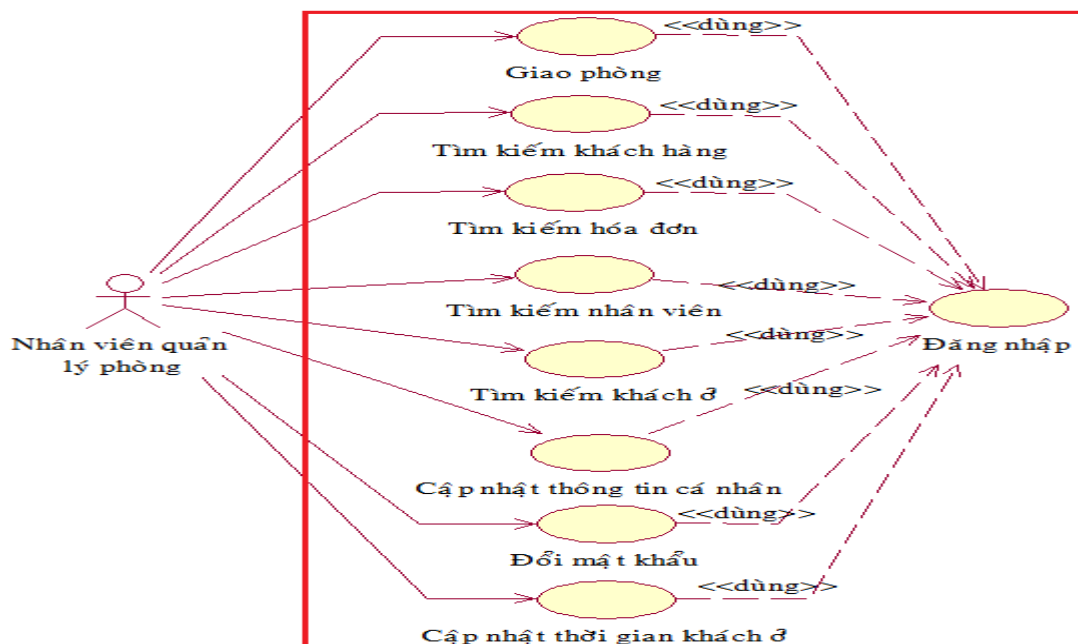 <<dùng>>
Giao phòng
<<dùng>>
Tìm kiếm khách hàng
<<dùng>>
Tìm kiếm hóa đơn
<<dùng>>
Tìm kiếm nhân viên
Nhân viên quản
lý phòng
<<dùng>>
Đăng nhập
Tìm kiếm khách ở
<<dùng>>
Cập nhật thông tin cá nhân
<<dùng>>
Đổi mật khẩu
<<dùng>>
Cập nhật thời gian khách ở